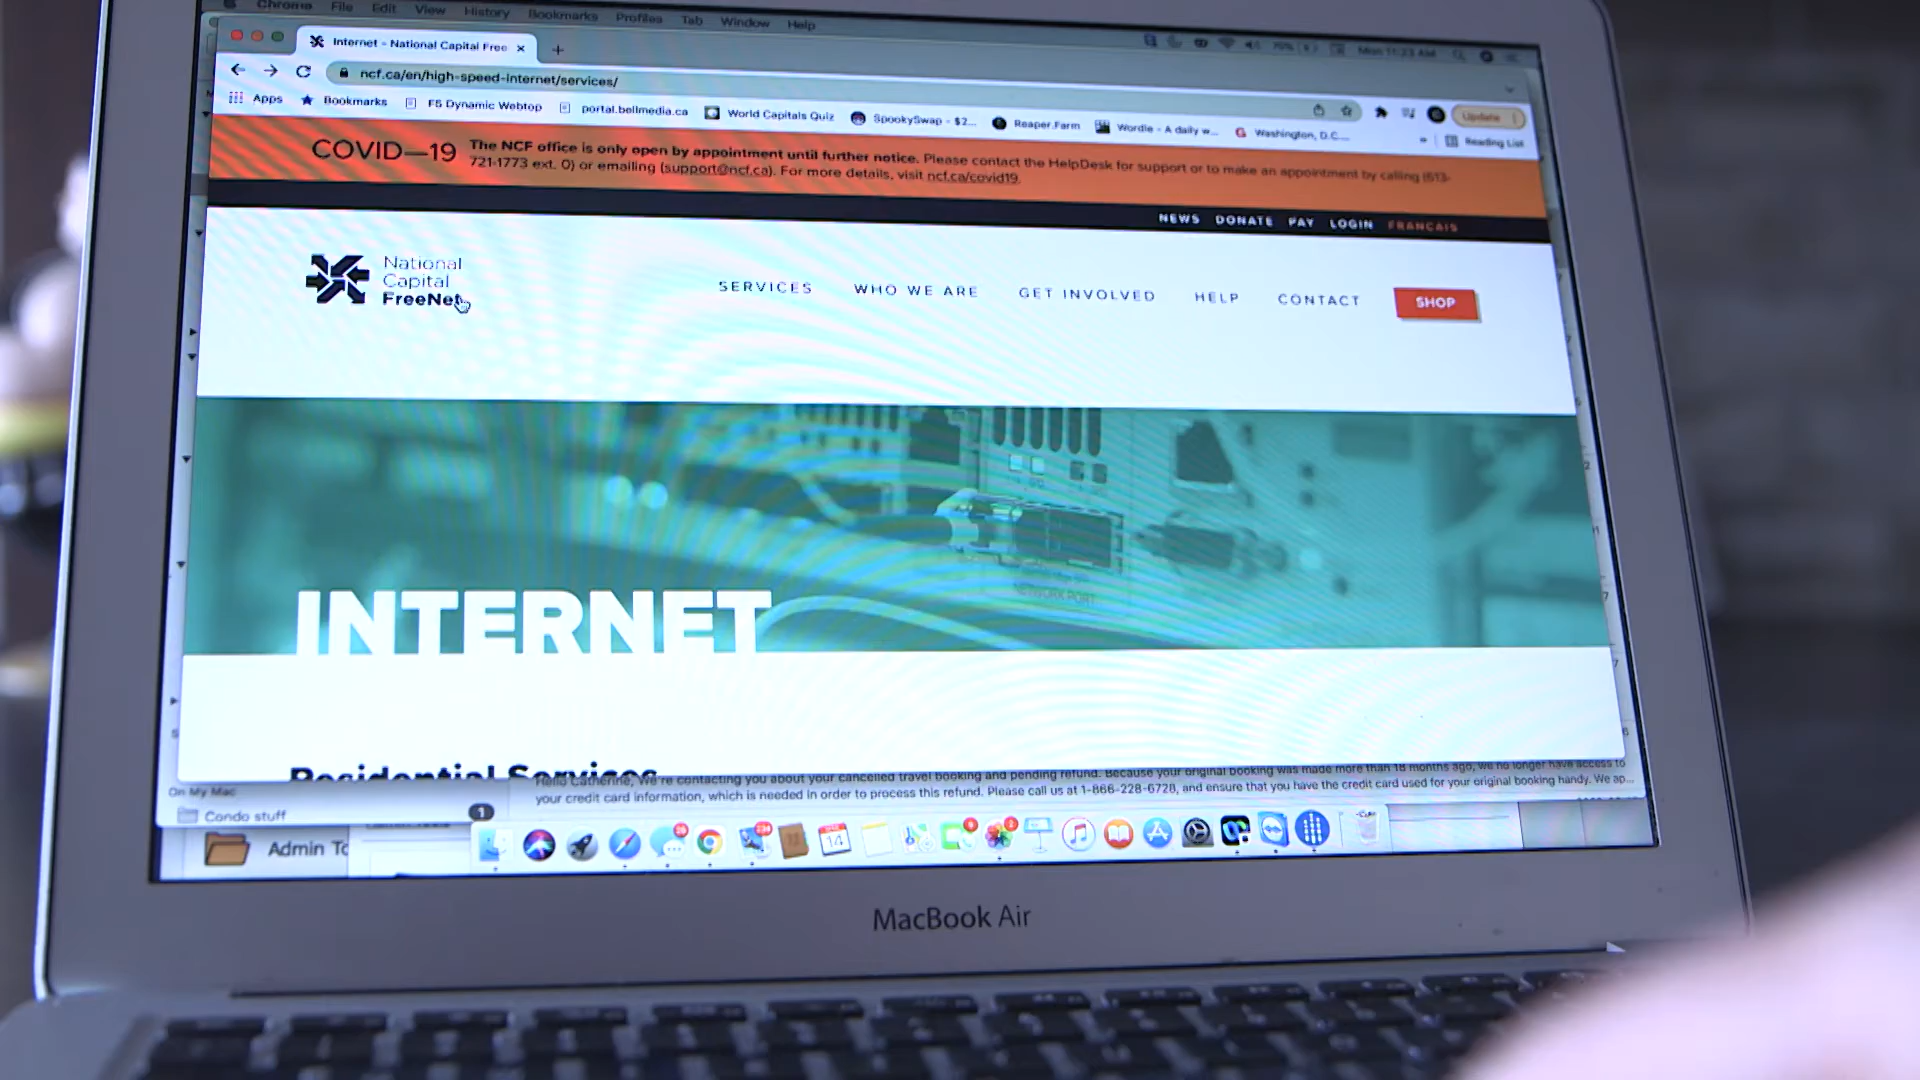 Chrome File Edit View History Bookmarks Profiles Tab Window Help
Internet - National Capital Free
ncf.ca/en/high-speed-internet/services/
Apps Bookmarks F5 Dynamic Webtop portal.bellmedia.ca World Capitals Quiz SpookySwap - $2... Reaper.Farm Wordle - A daily w... Washington, D.C.... Reading List
Update
COVID—19
The NCF office is only open by appointment until further notice. Please contact the HelpDesk for support or to make an appointment by calling (613-
721-1773 ext. 0) or emailing (support@ncf.ca). For more details, visit ncf.ca/covid19.
NEWS DONATE PAY LOGIN FRANCAIS
National
Capital
FreeNet
SERVICES WHO WE ARE GET INVOLVED HELP CONTACT SHOP
NETWORK PORT
INTERNET
Residential Services
Hello Catherine, We're contacting you about your cancelled travel booking and pending refund. Because your original booking was made more than 18 months ago, we no longer have access to
your credit card information, which is needed in order to process this refund. Please call us at 1-866-228-6728, and ensure that you have the credit card used for your original booking handy. We ap...
On My Mac
Condo stuff 1
Admin To
14
MacBook Air